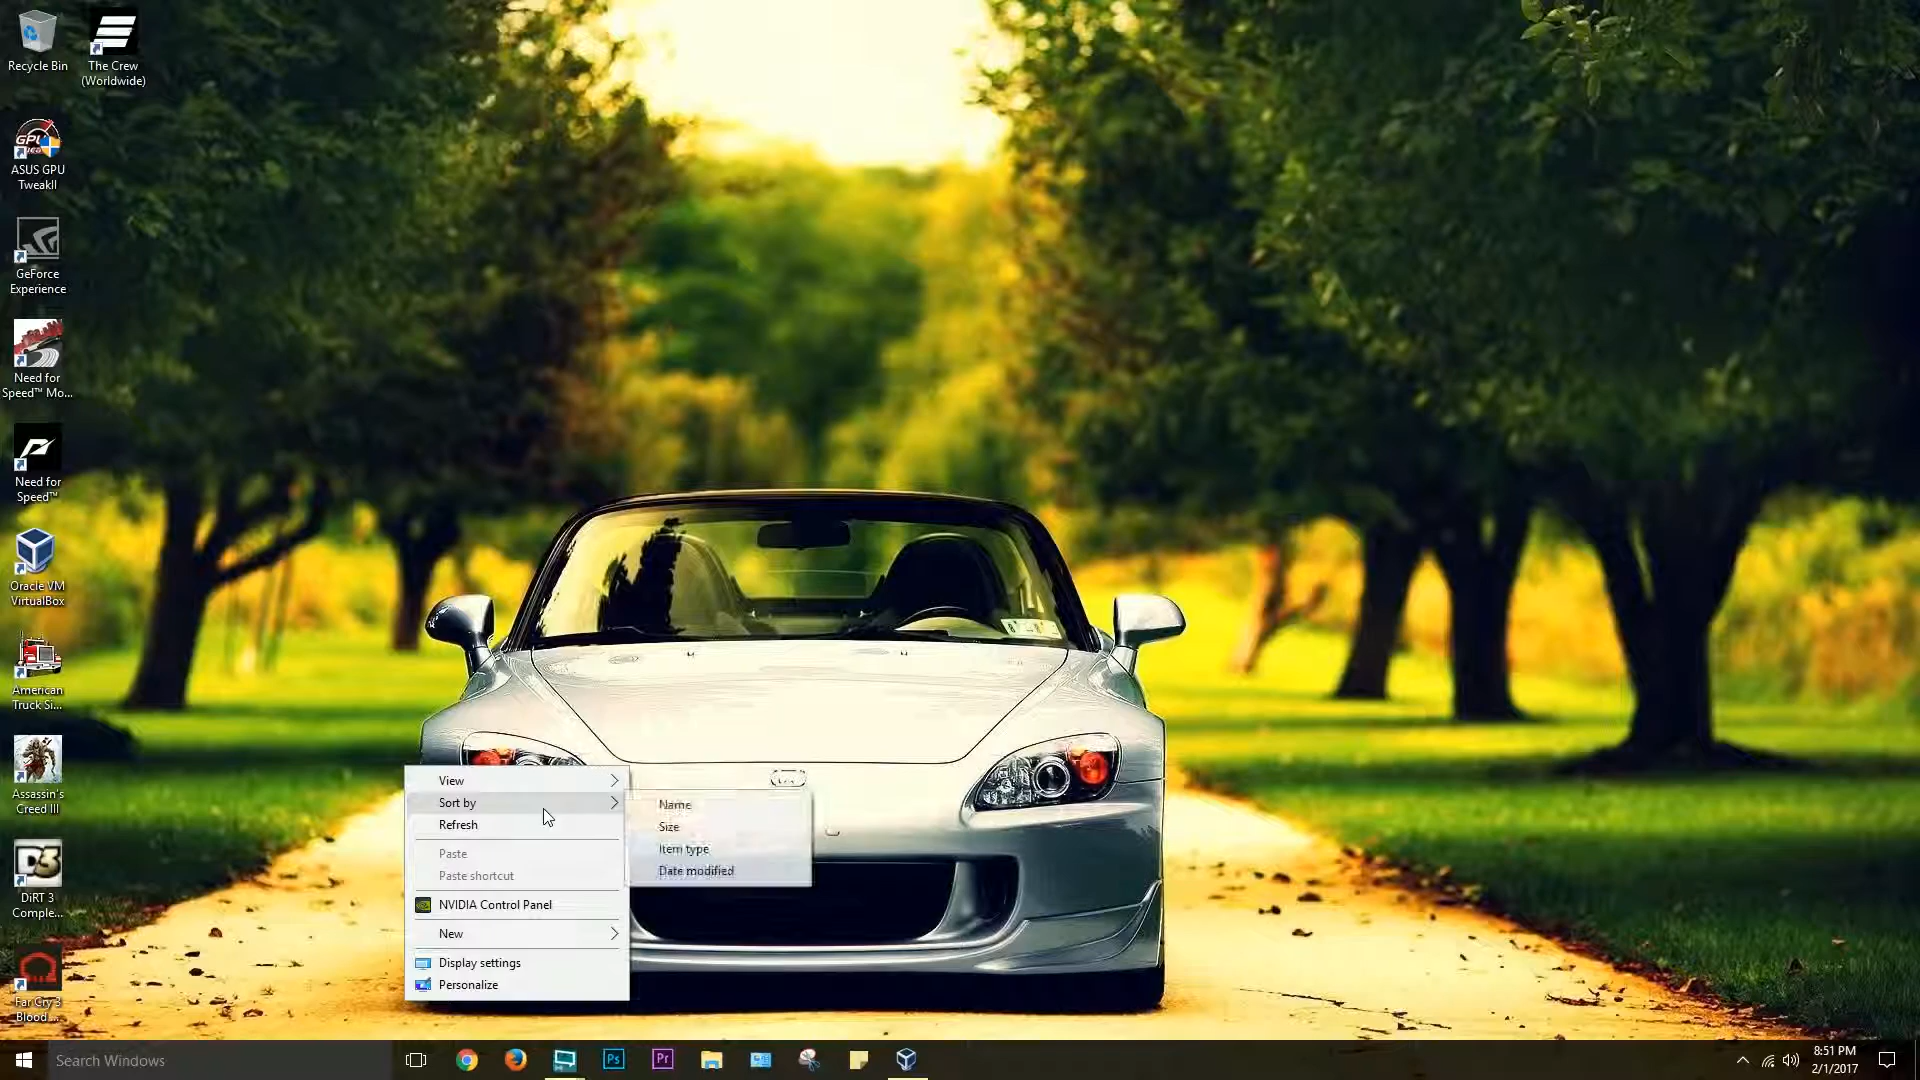 Recycle Bin
The Crew
(Worldwide)
ASUS GPU
TweakII
GeForce
Experience
Need for
Speed™ Mo...
Need for
Speed™
Oracle VM
VirtualBox
American
Truck Si...
Assassin's
Creed III
D3
DiRT 3
Comple...
Far Cry 3
Blood ...
View
Sort by
Refresh
Paste
Paste shortcut
NVIDIA Control Panel
New
Display settings
Personalize
Name
Size
Item type
Date modified
Search Windows
Ps
Pr
8:51 PM
2/1/2017